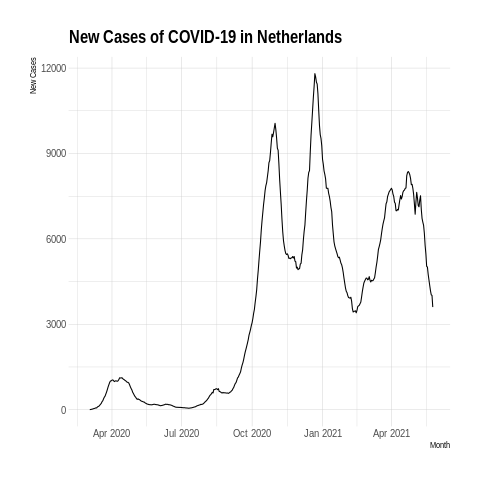 New Cases of COVID-19 in Netherlands
New Cases
12000
9000
6000
3000
0
Apr 2020
Jul 2020
Oct 2020
Jan 2021
Apr 2021
Month